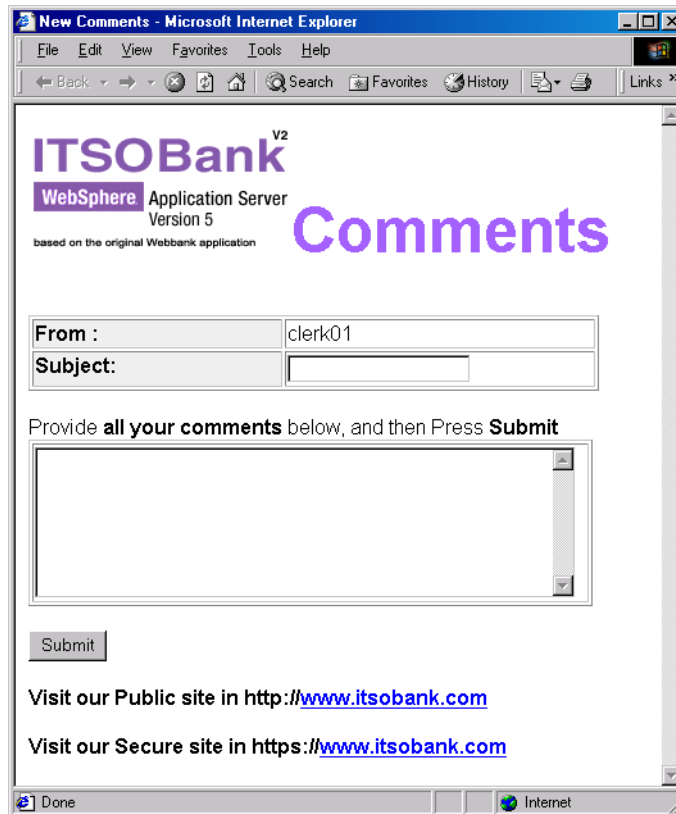 New Comments - Microsoft Internet Explorer
File Edit View Favorites Tools Help
Back Search Favorites History Links »
ITSOBank V2
WebSphere. Application Server
Version 5
based on the original Webbank application
Comments
From : clerk01
Subject:
Provide all your comments below, and then Press Submit
Submit
Visit our Public site in http://www.itsobank.com
Visit our Secure site in https://www.itsobank.com
Done Internet